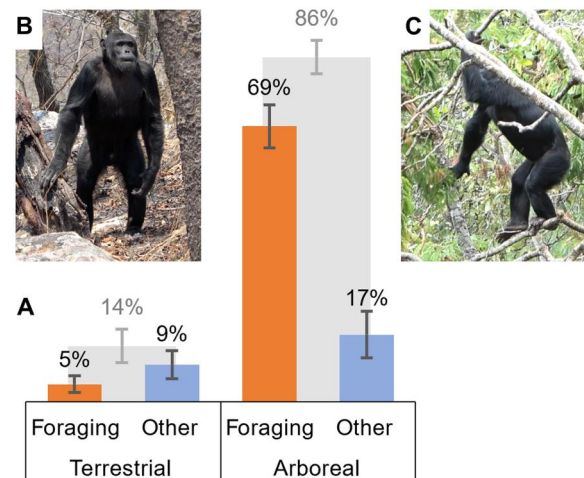 B
86%
C
69%
A
14%
17%
5%
9%
Foraging Other Foraging Other
Terrestrial Arboreal